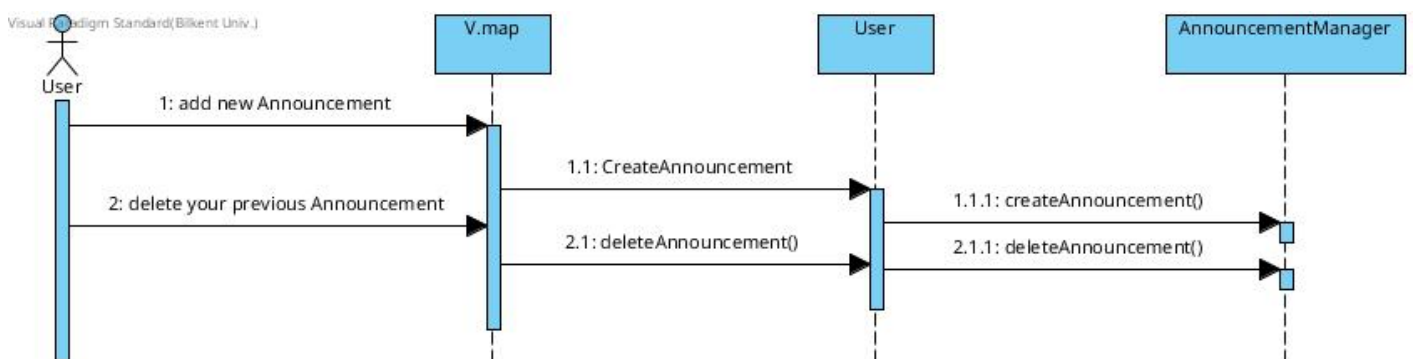 Visual Paradigm Standard(Bilkent Univ.)
User
V.map
User
AnnouncementManager
1: add new Announcement
1.1: CreateAnnouncement
2: delete your previous Announcement
1.1.1: createAnnouncement()
2.1: deleteAnnouncement()
2.1.1: deleteAnnouncement()